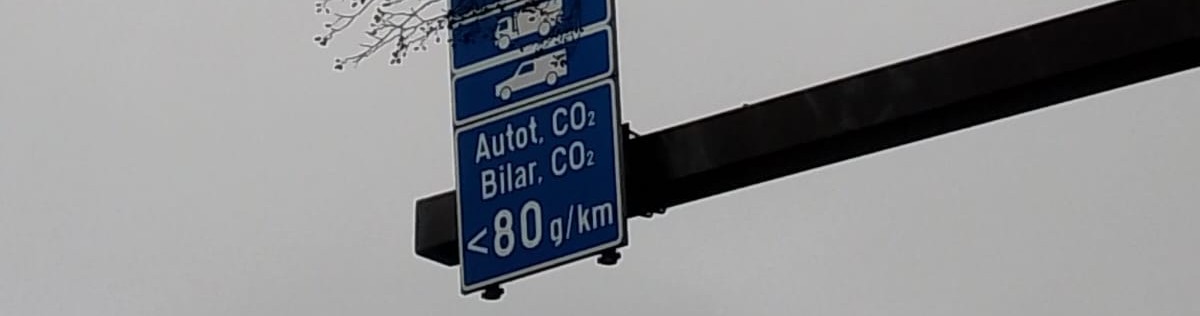 Autot, CO₂
Bilar, CO₂
<80 g/km